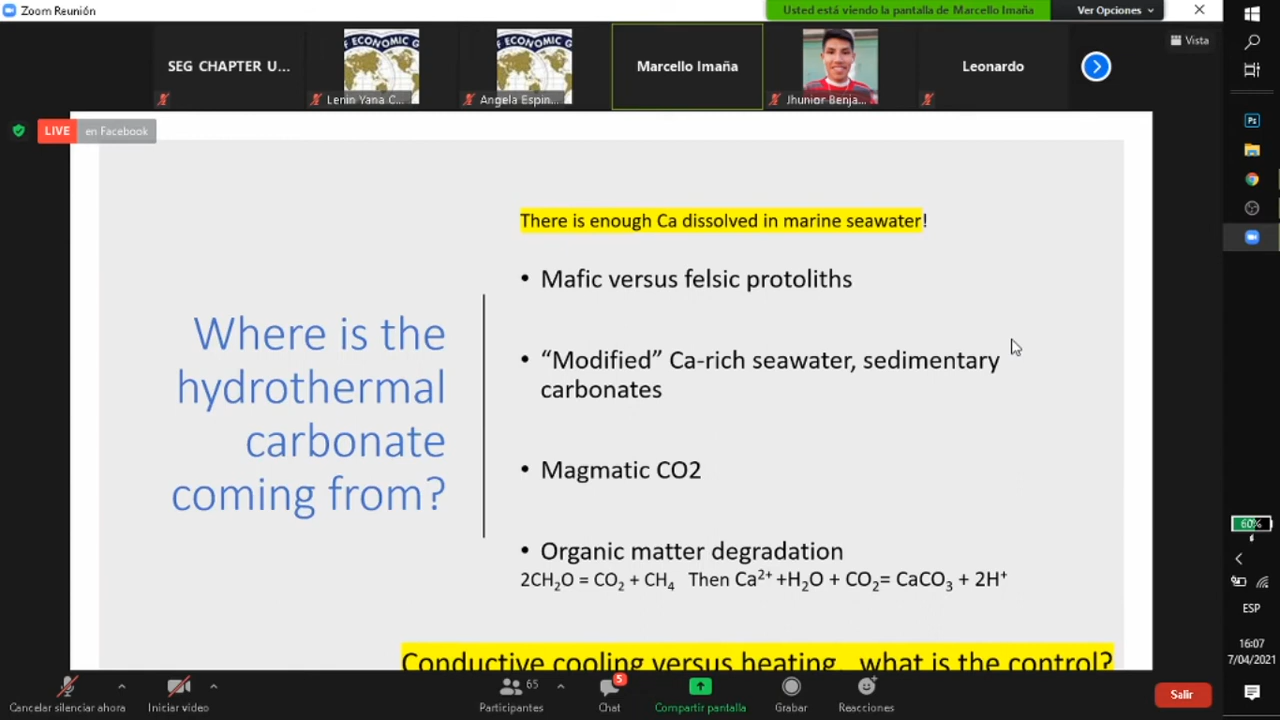 Zoom Reunión
Usted está viendo la pantalla de Marcello Imaña
Ver Opciones
Vista
SEG CHAPTER U...
F ECONOMIC G
Lenin Yana C...
F ECONOMIC G
Angela Espin...
Marcello Imaña
Jhunior Benja...
Leonardo
LIVE en Facebook
There is enough Ca dissolved in marine seawater!
Where is the
hydrothermal
carbonate
coming from?
• Mafic versus felsic protoliths
• “Modified” Ca-rich seawater, sedimentary
carbonates
• Magmatic CO2
• Organic matter degradation
2CH₂O = CO₂ + CH₄ Then Ca²⁺ +H₂O + CO₂= CaCO₃ + 2H⁺
Conductive cooling versus heating, what is the control?
Ps
60%
ESP
16:07
7/04/2021
Cancelar silenciar ahora
Iniciar video
65
Participantes
5
Chat
Compartir pantalla
Grabar
Reacciones
Salir